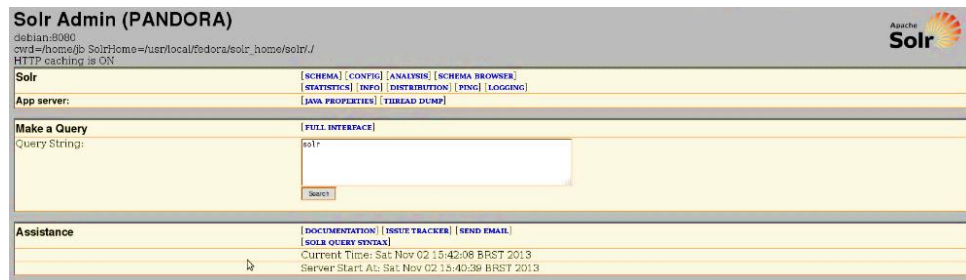 Solr Admin (PANDORA)
debian:8080
cwd=/home/jb SolrHome=/usr/local/fedora/solr_home/solr/./
HTTP caching is ON
Apache
Solr
Solr
[SCHEMA] [CONFIG] [ANALYSIS] [SCHEMA BROWSER]
[STATISTICS] [INFO] [DISTRIBUTION] [PING] [LOGGING]
App server:
[JAVA PROPERTIES] [THREAD DUMP]
Make a Query
[FULL INTERFACE]
Query String:
solr
Search
Assistance
[DOCUMENTATION] [ISSUE TRACKER] [SEND EMAIL]
[SOLR QUERY SYNTAX]
Current Time: Sat Nov 02 15:42:08 BRST 2013
Server Start At: Sat Nov 02 15:40:39 BRST 2013